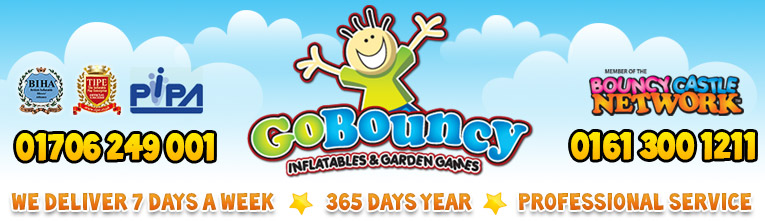 BIHA
TIPE
PIPA
01706 249 001
GoBouncy
INFLATABLES & GARDEN GAMES
MEMBER OF THE
BOUNCY CASTLE
NETWORK
0161 300 1211
WE DELIVER 7 DAYS A WEEK 365 DAYS YEAR PROFESSIONAL SERVICE